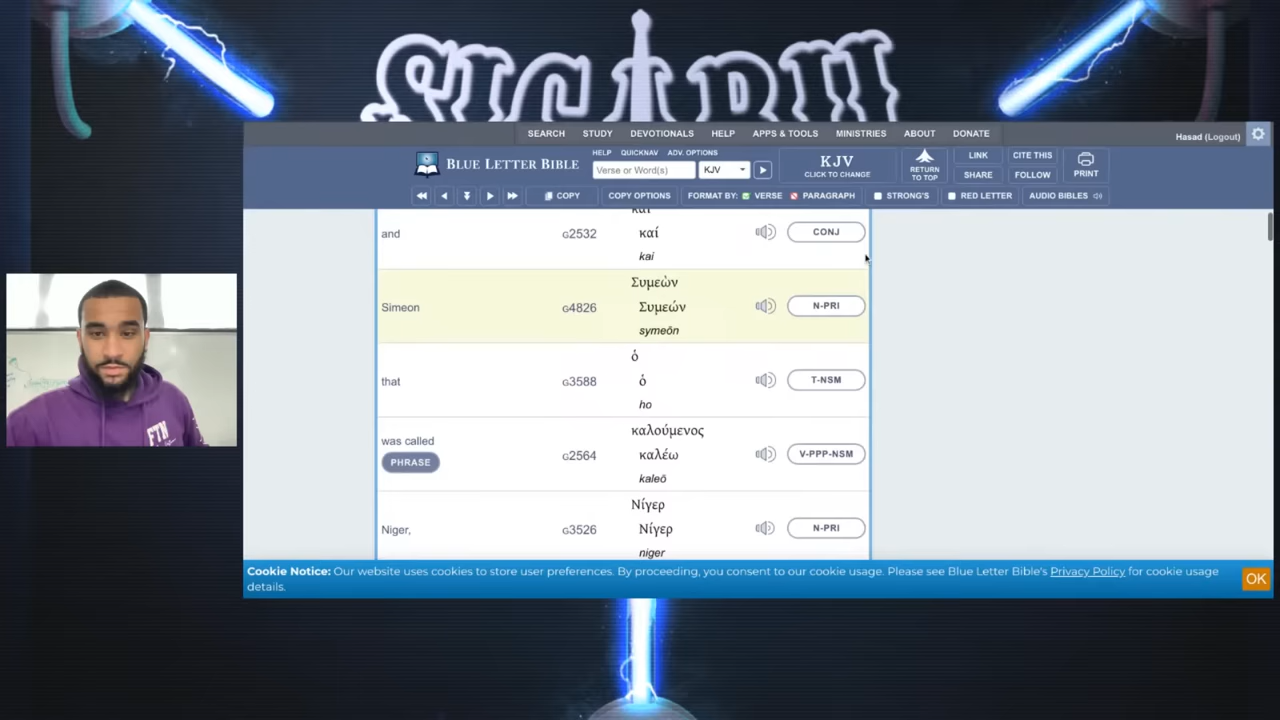 SICARII
SEARCH STUDY DEVOTIONALS HELP APPS & TOOLS MINISTRIES ABOUT DONATE Hasad (Logout)
HELP QUICKNAV ADV. OPTIONS
BLUE LETTER BIBLE Verse or Word(s) KJV
KJV
CLICK TO CHANGE
RETURN
TO TOP
LINK CITE THIS
SHARE FOLLOW
PRINT
COPY COPY OPTIONS FORMAT BY: VERSE PARAGRAPH STRONG'S RED LETTER AUDIO BIBLES
καὶ
and G2532 καί CONJ
kai
Συμεὼν
Simeon G4826 Συμεών N-PRI
symeōn
ὁ
that G3588 ὁ T-NSM
ho
καλούμενος
was called G2564 καλέω V-PPP-NSM
PHRASE kaleō
Νίγερ
Niger, G3526 Νίγερ N-PRI
niger
Cookie Notice: Our website uses cookies to store user preferences. By proceeding, you consent to our cookie usage. Please see Blue Letter Bible's Privacy Policy for cookie usage
details.
OK
FTN